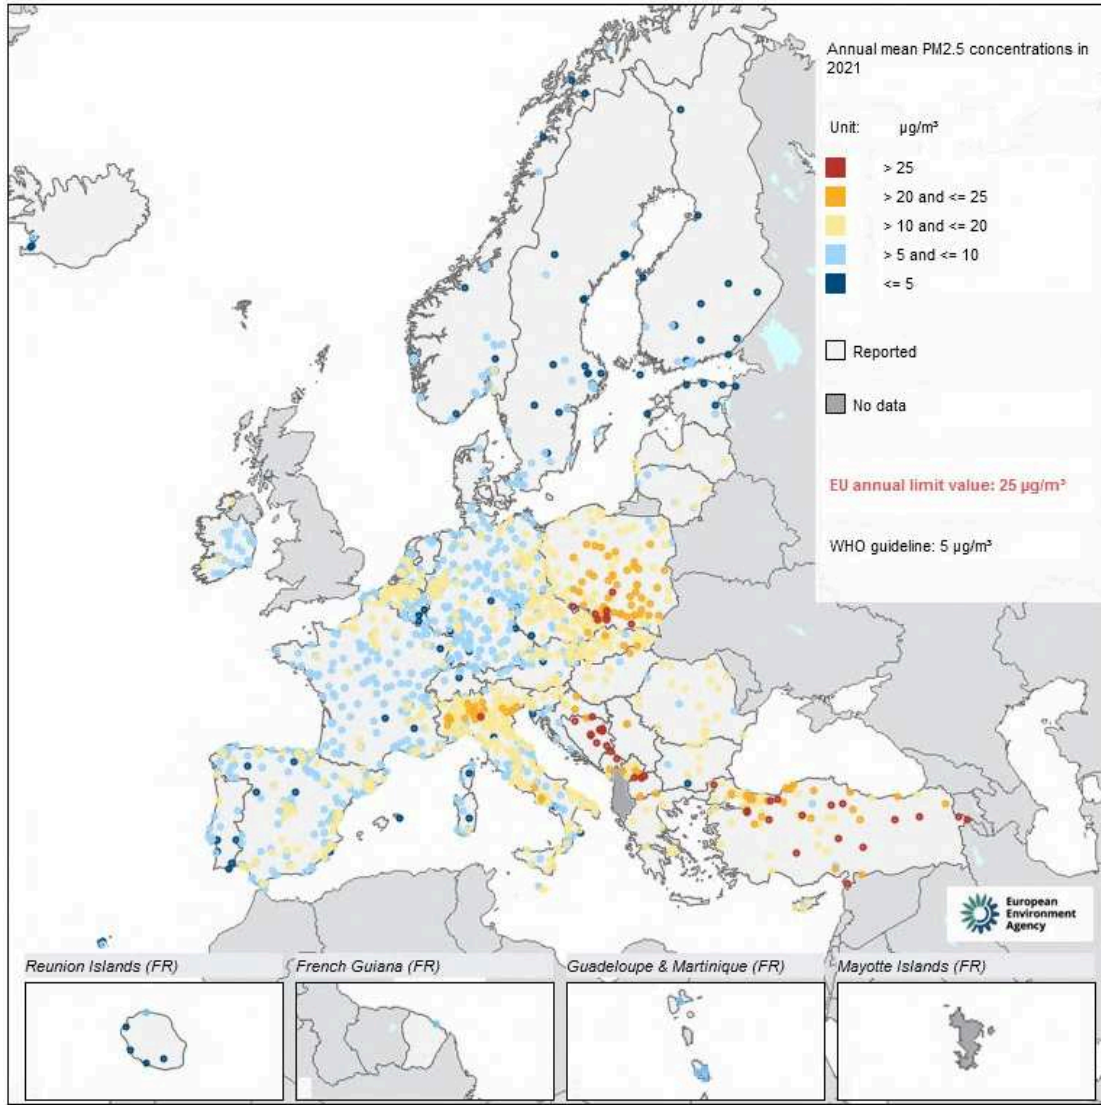 Annual mean PM2.5 concentrations in
2021
Unit: µg/m³
> 25
> 20 and <= 25
> 10 and <= 20
> 5 and <= 10
<= 5
Reported
No data
EU annual limit value: 25 µg/m³
WHO guideline: 5 µg/m³
European
Environment
Agency
Reunion Islands (FR)
French Guiana (FR)
Guadeloupe & Martinique (FR)
Mayotte Islands (FR)